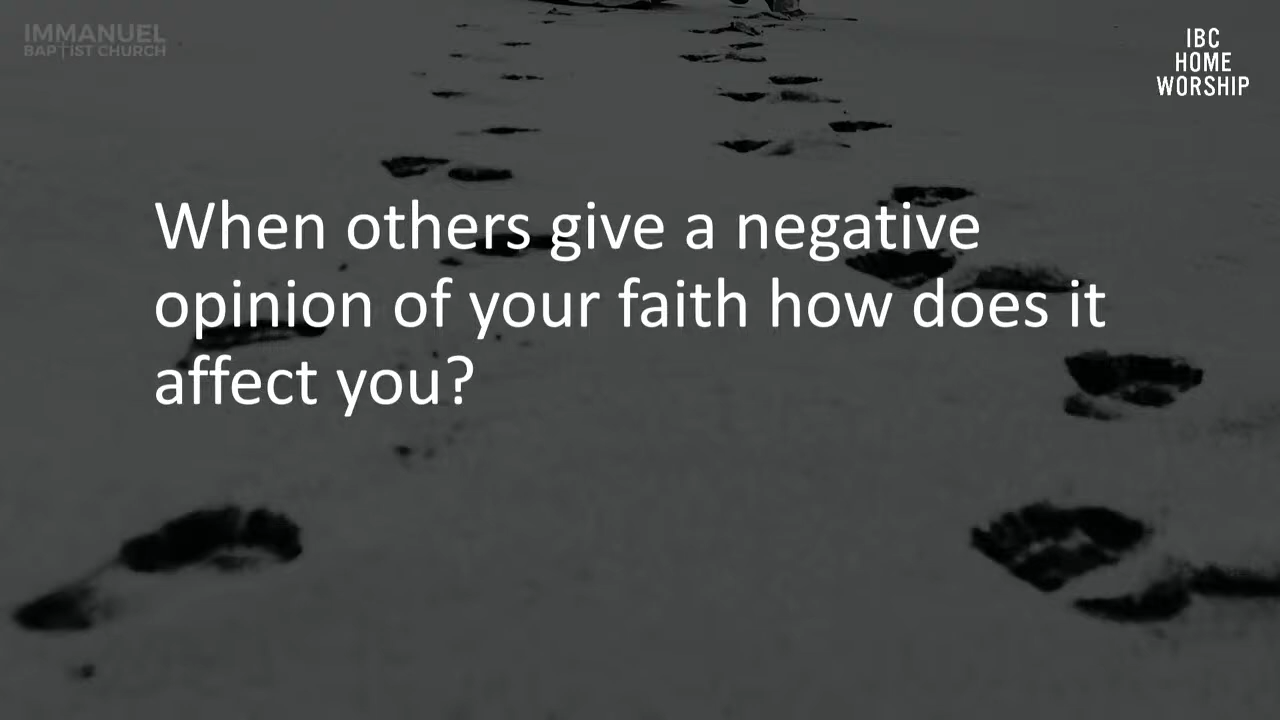 IMMANUEL
BAPTIST CHURCH
IBC
HOME
WORSHIP
When others give a negative
opinion of your faith how does it
affect you?